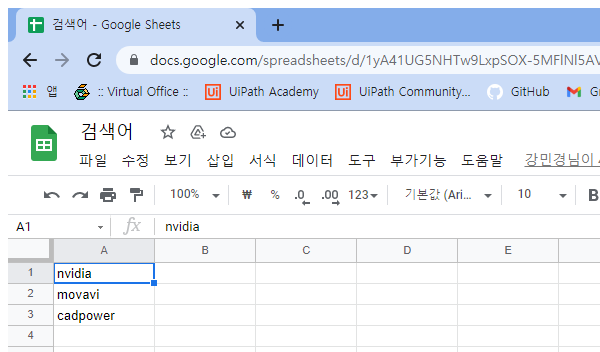 검색어 - Google Sheets
docs.google.com/spreadsheets/d/1yA41UG5NHTw9LxpSOX-5MFlNl5AV
앱 :: Virtual Office :: Ui UiPath Academy Ui UiPath Community... GitHub Gr
검색어
파일 수정 보기 삽입 서식 데이터 도구 부가기능 도움말 강민경님이
100% ₩ % .0 .00 123 기본값 (Ari... 10 B
A1 fx nvidia
A B C D E
1 nvidia
2 movavi
3 cadpower
4